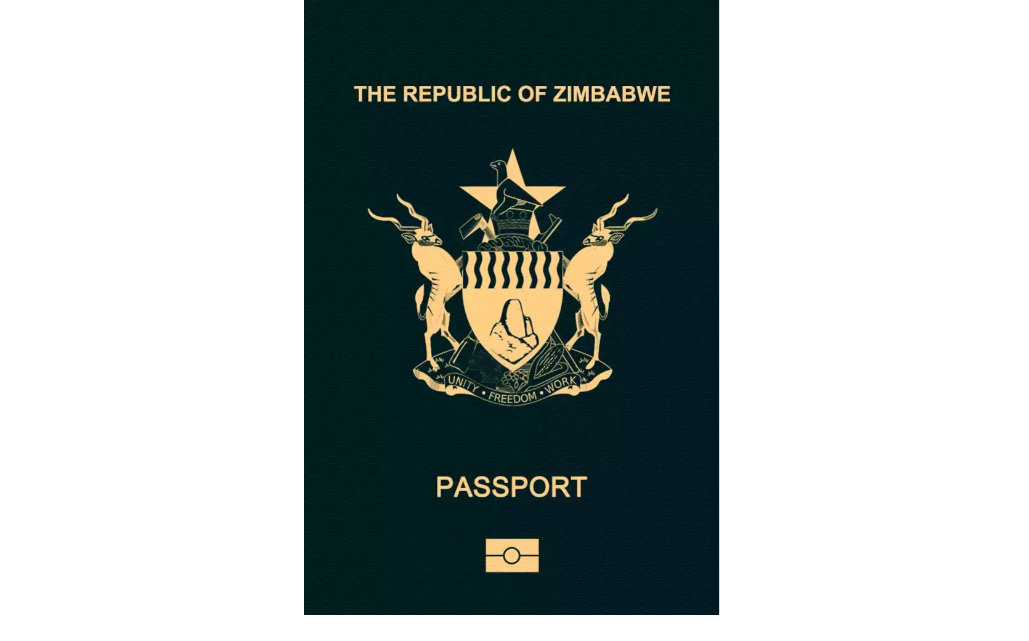 THE REPUBLIC OF ZIMBABWE
UNITY • FREEDOM • WORK
PASSPORT